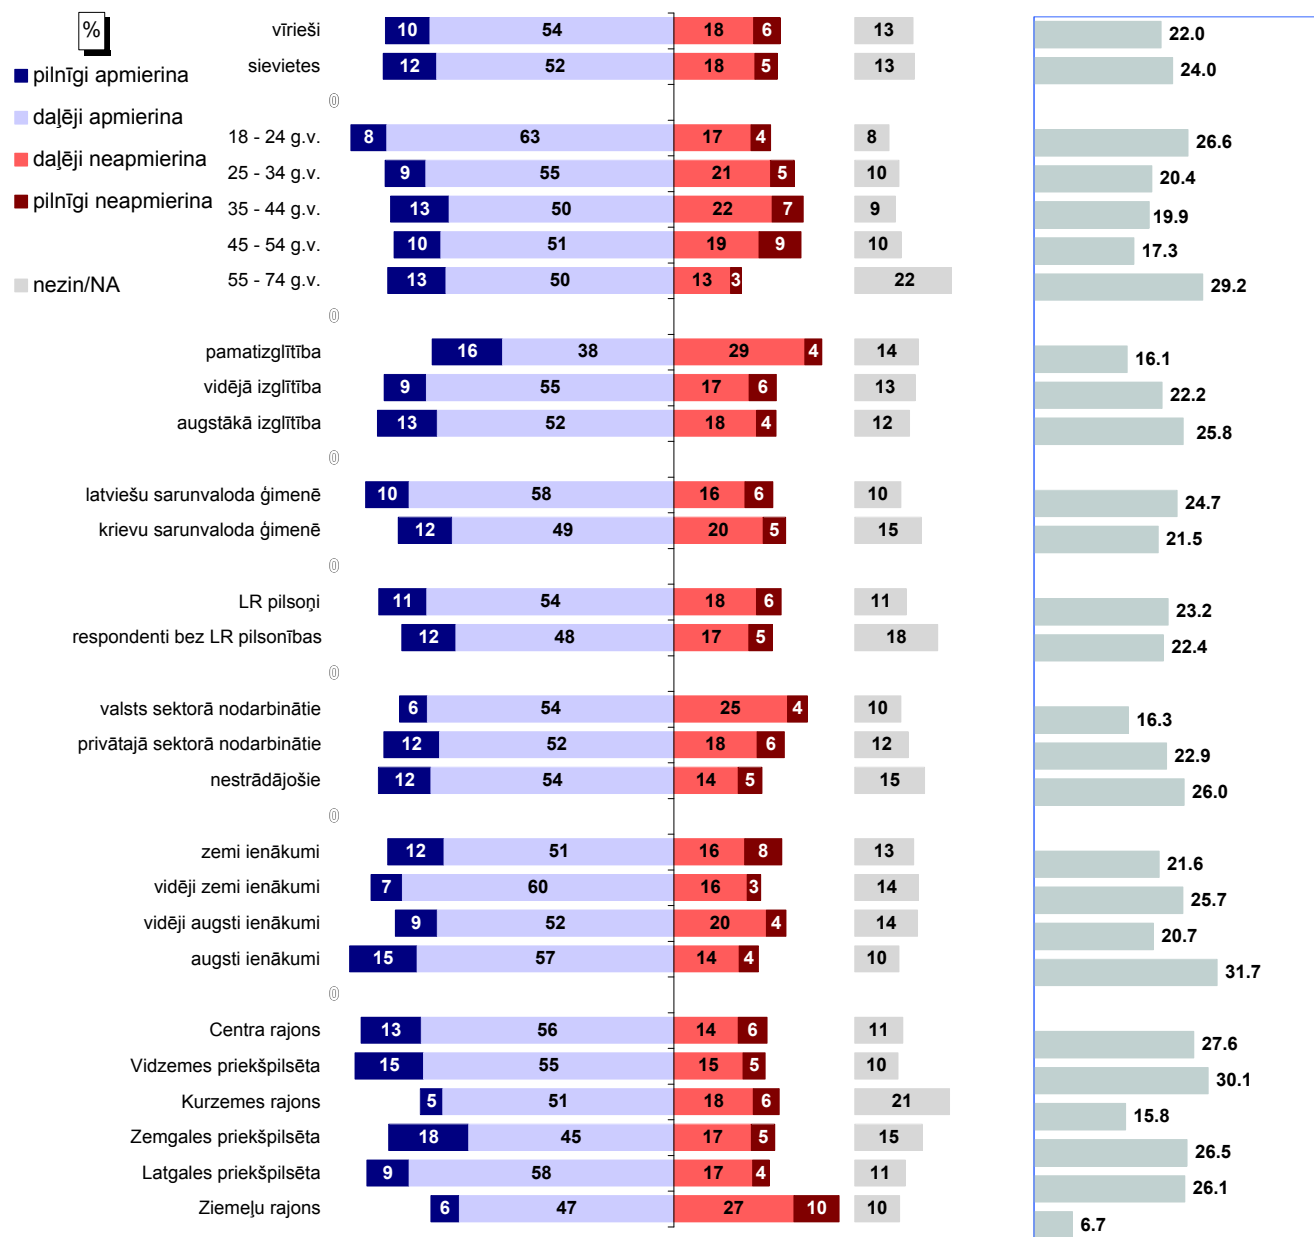 %
pilnīgi apmierina
daļēji apmierina
daļēji neapmierina
pilnīgi neapmierina
nezin/NA
vīrieši 10 54 18 6 13 22.0
sievietes 12 52 18 5 13 24.0
0
18 - 24 g.v. 8 63 17 4 8 26.6
25 - 34 g.v. 9 55 21 5 10 20.4
35 - 44 g.v. 13 50 22 7 9 19.9
45 - 54 g.v. 10 51 19 9 10 17.3
55 - 74 g.v. 13 50 13 3 22 29.2
0
pamatizglītība 16 38 29 4 14 16.1
vidējā izglītība 9 55 17 6 13 22.2
augstākā izglītība 13 52 18 4 12 25.8
0
latviešu sarunvaloda ģimenē 10 58 16 6 10 24.7
krievu sarunvaloda ģimenē 12 49 20 5 15 21.5
0
LR pilsoņi 11 54 18 6 11 23.2
respondenti bez LR pilsonības 12 48 17 5 18 22.4
0
valsts sektorā nodarbinātie 6 54 25 4 10 16.3
privātajā sektorā nodarbinātie 12 52 18 6 12 22.9
nestrādājošie 12 54 14 5 15 26.0
0
zemi ienākumi 12 51 16 8 13 21.6
vidēji zemi ienākumi 7 60 16 3 14 25.7
vidēji augsti ienākumi 9 52 20 4 14 20.7
augsti ienākumi 15 57 14 4 10 31.7
0
Centra rajons 13 56 14 6 11 27.6
Vidzemes priekšpilsēta 15 55 15 5 10 30.1
Kurzemes rajons 5 51 18 6 21 15.8
Zemgales priekšpilsēta 18 45 17 5 15 26.5
Latgales priekšpilsēta 9 58 17 4 11 26.1
Ziemeļu rajons 6 47 27 10 10 6.7